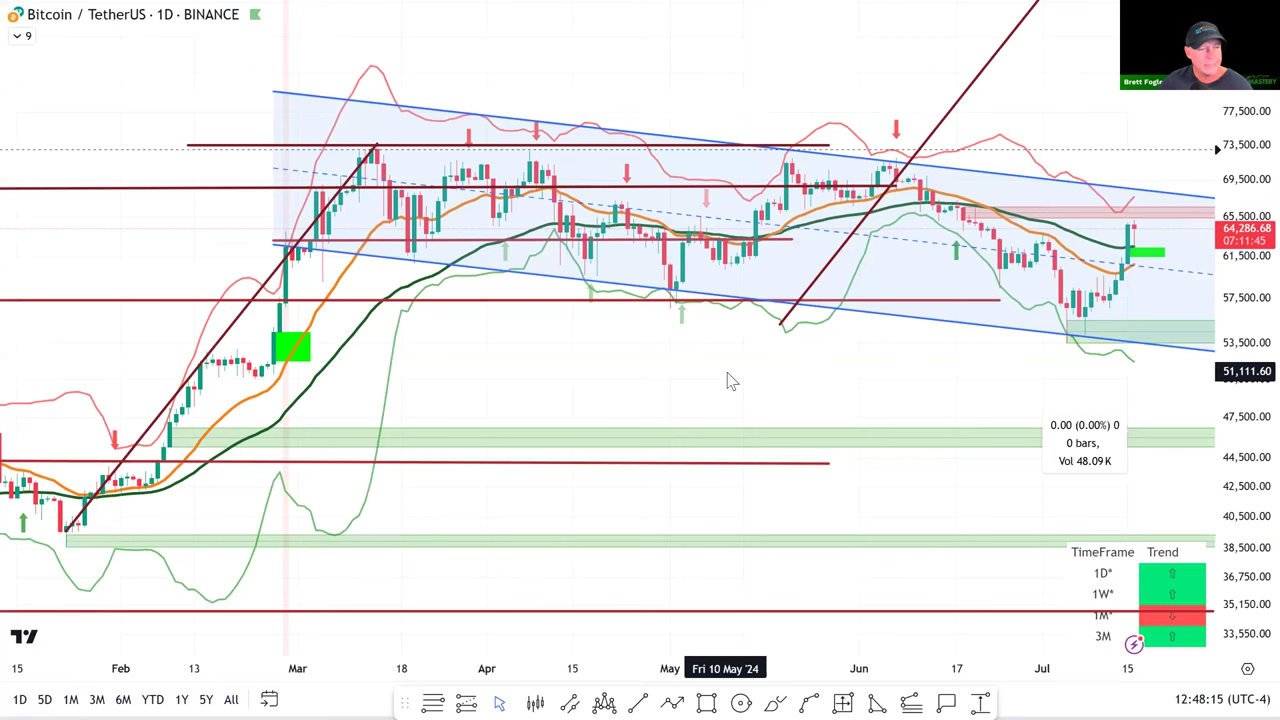 Bitcoin / TetherUS · 1D · BINANCE
9
Brett Fogle
MASTERY
77,500.00
73,500.00
69,500.00
65,500.00
64,286.68
07:11:45
61,500.00
57,500.00
53,500.00
51,111.60
47,500.00
44,500.00
42,500.00
40,500.00
38,500.00
36,750.00
35,150.00
33,550.00
0.00 (0.00%) 0
0 bars,
Vol 48.09K
TimeFrame Trend
1D*
1W*
1M*
3M
15 Feb 13 Mar 18 Apr 15 May Fri 10 May '24 Jun 17 Jul 15
1D 5D 1M 3M 6M YTD 1Y 5Y All
12:48:15 (UTC-4)